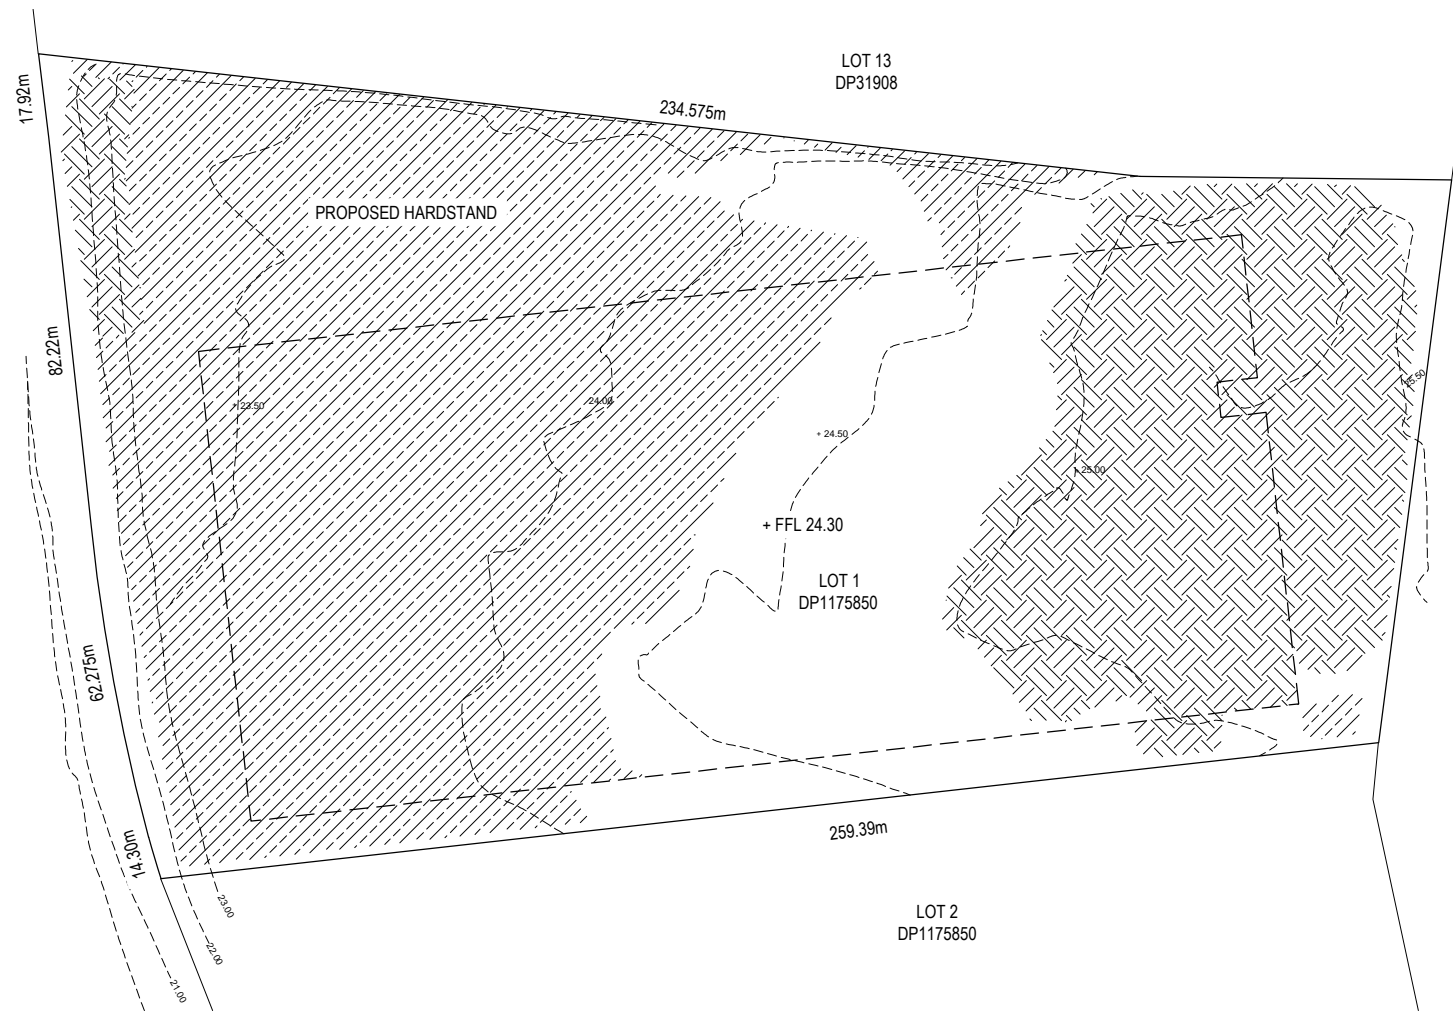 LOT 13
DP31908
17.92m
234.575m
PROPOSED HARDSTAND
82.22m
25.50
+ 23.50
24.00
+ 24.50
+ 25.00
+ FFL 24.30
LOT 1
DP1175850
62.275m
14.30m
259.39m
23.00
LOT 2
DP1175850
22.00
21.00